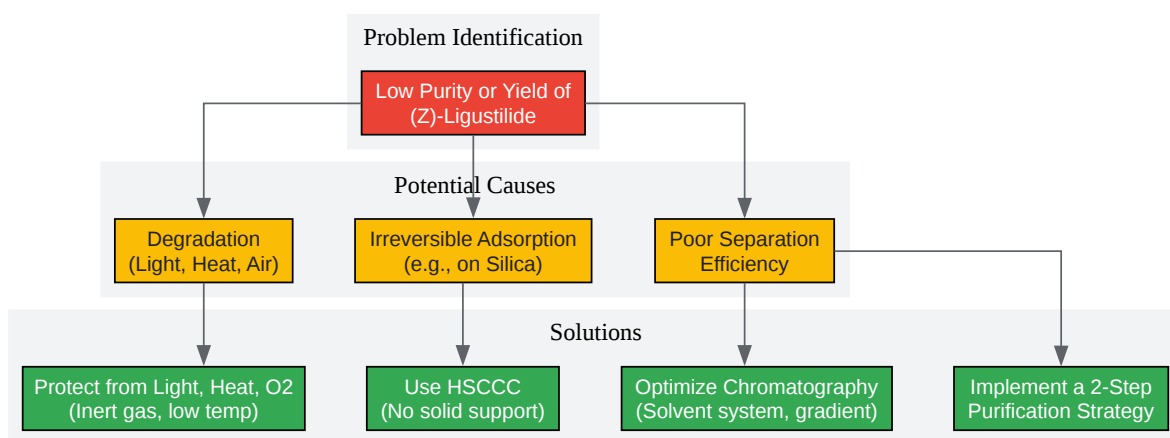 Problem Identification
Low Purity or Yield of
(Z)-Ligustilide
Potential Causes
Degradation
(Light, Heat, Air)
Irreversible Adsorption
(e.g., on Silica)
Poor Separation
Efficiency
Solutions
Protect from Light, Heat, O2
(Inert gas, low temp)
Use HSCCC
(No solid support)
Optimize Chromatography
(Solvent system, gradient)
Implement a 2-Step
Purification Strategy